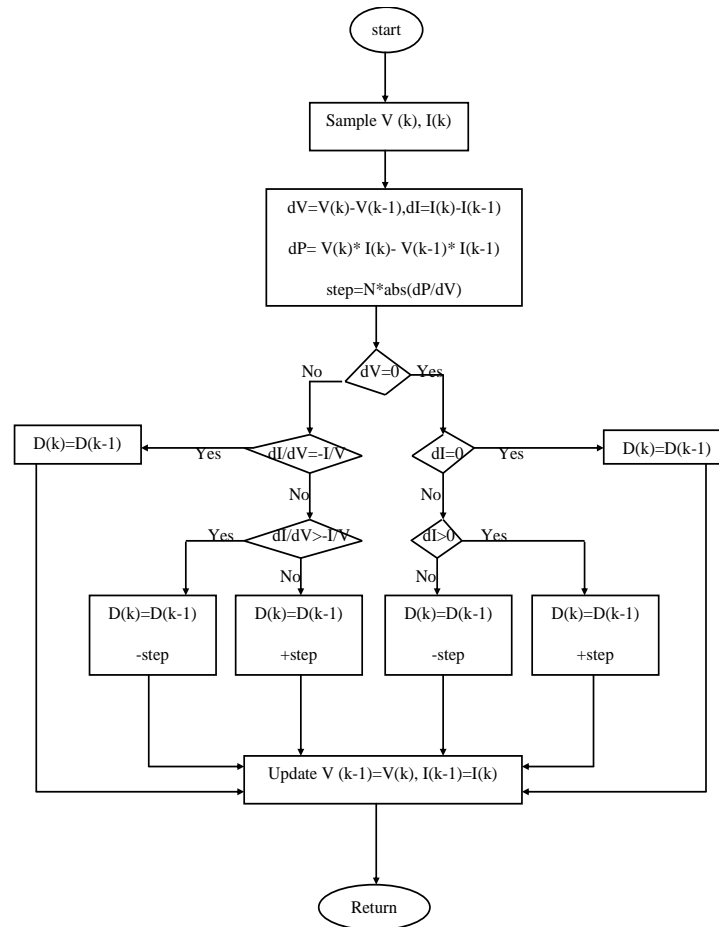 start
Sample V (k), I(k)
dV=V(k)-V(k-1),dI=I(k)-I(k-1)
dP= V(k)* I(k)- V(k-1)* I(k-1)
step=N*abs(dP/dV)
No
dV=0
Yes
D(k)=D(k-1)
Yes
dI/dV=-I/V
dI=0
Yes
D(k)=D(k-1)
No
No
Yes
dI/dV>-I/V
dI>0
Yes
No
No
D(k)=D(k-1)
-step
D(k)=D(k-1)
+step
D(k)=D(k-1)
-step
D(k)=D(k-1)
+step
Update V (k-1)=V(k), I(k-1)=I(k)
Return